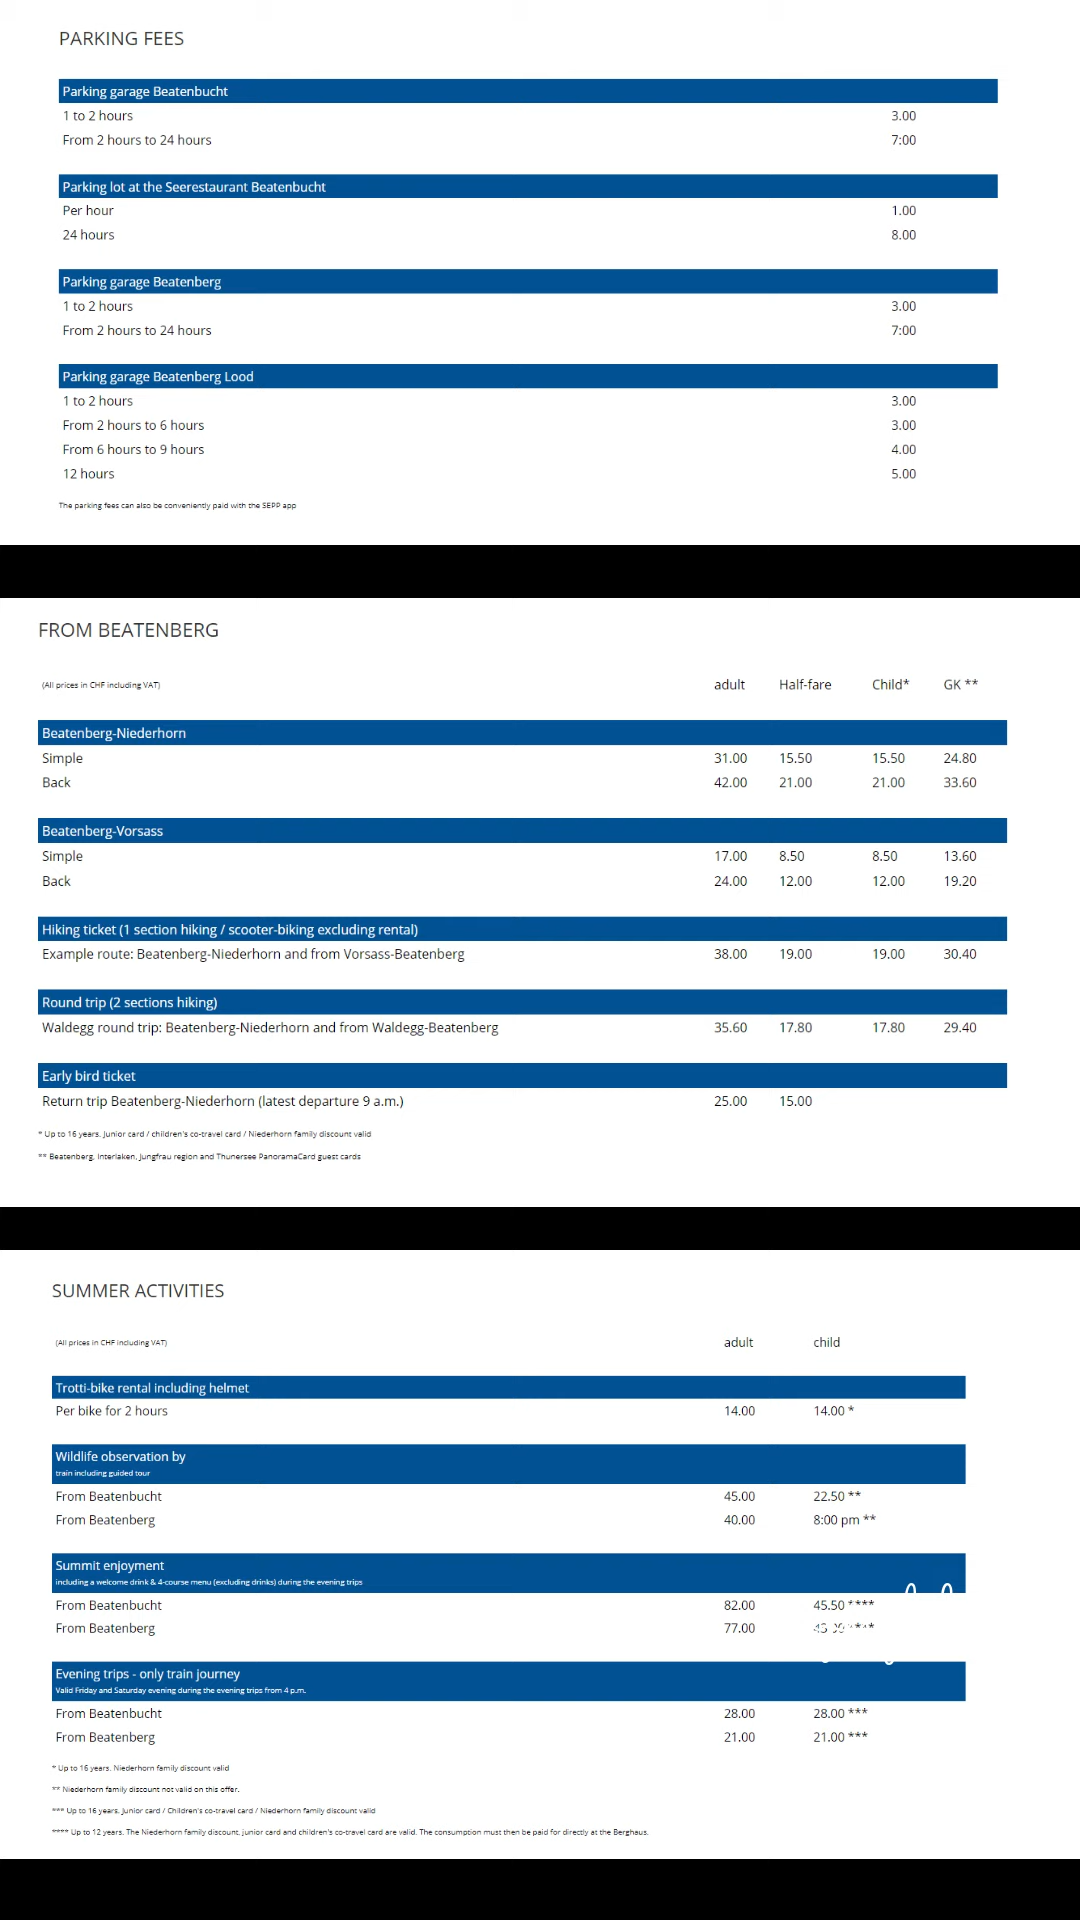 PARKING FEES
Parking garage Beatenbucht
1 to 2 hours 3.00
From 2 hours to 24 hours 7:00
Parking lot at the Seerestaurant Beatenbucht
Per hour 1.00
24 hours 8.00
Parking garage Beatenberg
1 to 2 hours 3.00
From 2 hours to 24 hours 7:00
Parking garage Beatenberg Lood
1 to 2 hours 3.00
From 2 hours to 6 hours 3.00
From 6 hours to 9 hours 4.00
12 hours 5.00
The parking fees can also be conveniently paid with the SEPP app
FROM BEATENBERG
(All prices in CHF including VAT) adult Half-fare Child* GK **
Beatenberg-Niederhorn
Simple 31.00 15.50 15.50 24.80
Back 42.00 21.00 21.00 33.60
Beatenberg-Vorsass
Simple 17.00 8.50 8.50 13.60
Back 24.00 12.00 12.00 19.20
Hiking ticket (1 section hiking / scooter-biking excluding rental)
Example route: Beatenberg-Niederhorn and from Vorsass-Beatenberg 38.00 19.00 19.00 30.40
Round trip (2 sections hiking)
Waldegg round trip: Beatenberg-Niederhorn and from Waldegg-Beatenberg 35.60 17.80 17.80 29.40
Early bird ticket
Return trip Beatenberg-Niederhorn (latest departure 9 a.m.) 25.00 15.00
* Up to 16 years. Junior card / children's co-travel card / Niederhorn family discount valid
** Beatenberg, Interlaken, Jungfrau region and Thunersee PanoramaCard guest cards
SUMMER ACTIVITIES
(All prices in CHF including VAT) adult child
Trotti-bike rental including helmet
Per bike for 2 hours 14.00 14.00 *
Wildlife observation by
train including guided tour
From Beatenbucht 45.00 22.50 **
From Beatenberg 40.00 8:00 pm **
Summit enjoyment
including a welcome drink & 4-course menu (excluding drinks) during the evening trips
From Beatenbucht 82.00 45.50 ****
From Beatenberg 77.00
Evening trips - only train journey
Valid Friday and Saturday evening during the evening trips from 4 p.m.
From Beatenbucht 28.00 28.00 ***
From Beatenberg 21.00 21.00 ***
* Up to 16 years. Niederhorn family discount valid
** Niederhorn family discount not valid on this offer.
*** Up to 16 years. Junior card / Children's co-travel card / Niederhorn family discount valid
**** Up to 12 years. The Niederhorn family discount, junior card and children's co-travel card are valid. The consumption must then be paid for directly at the Berghaus.